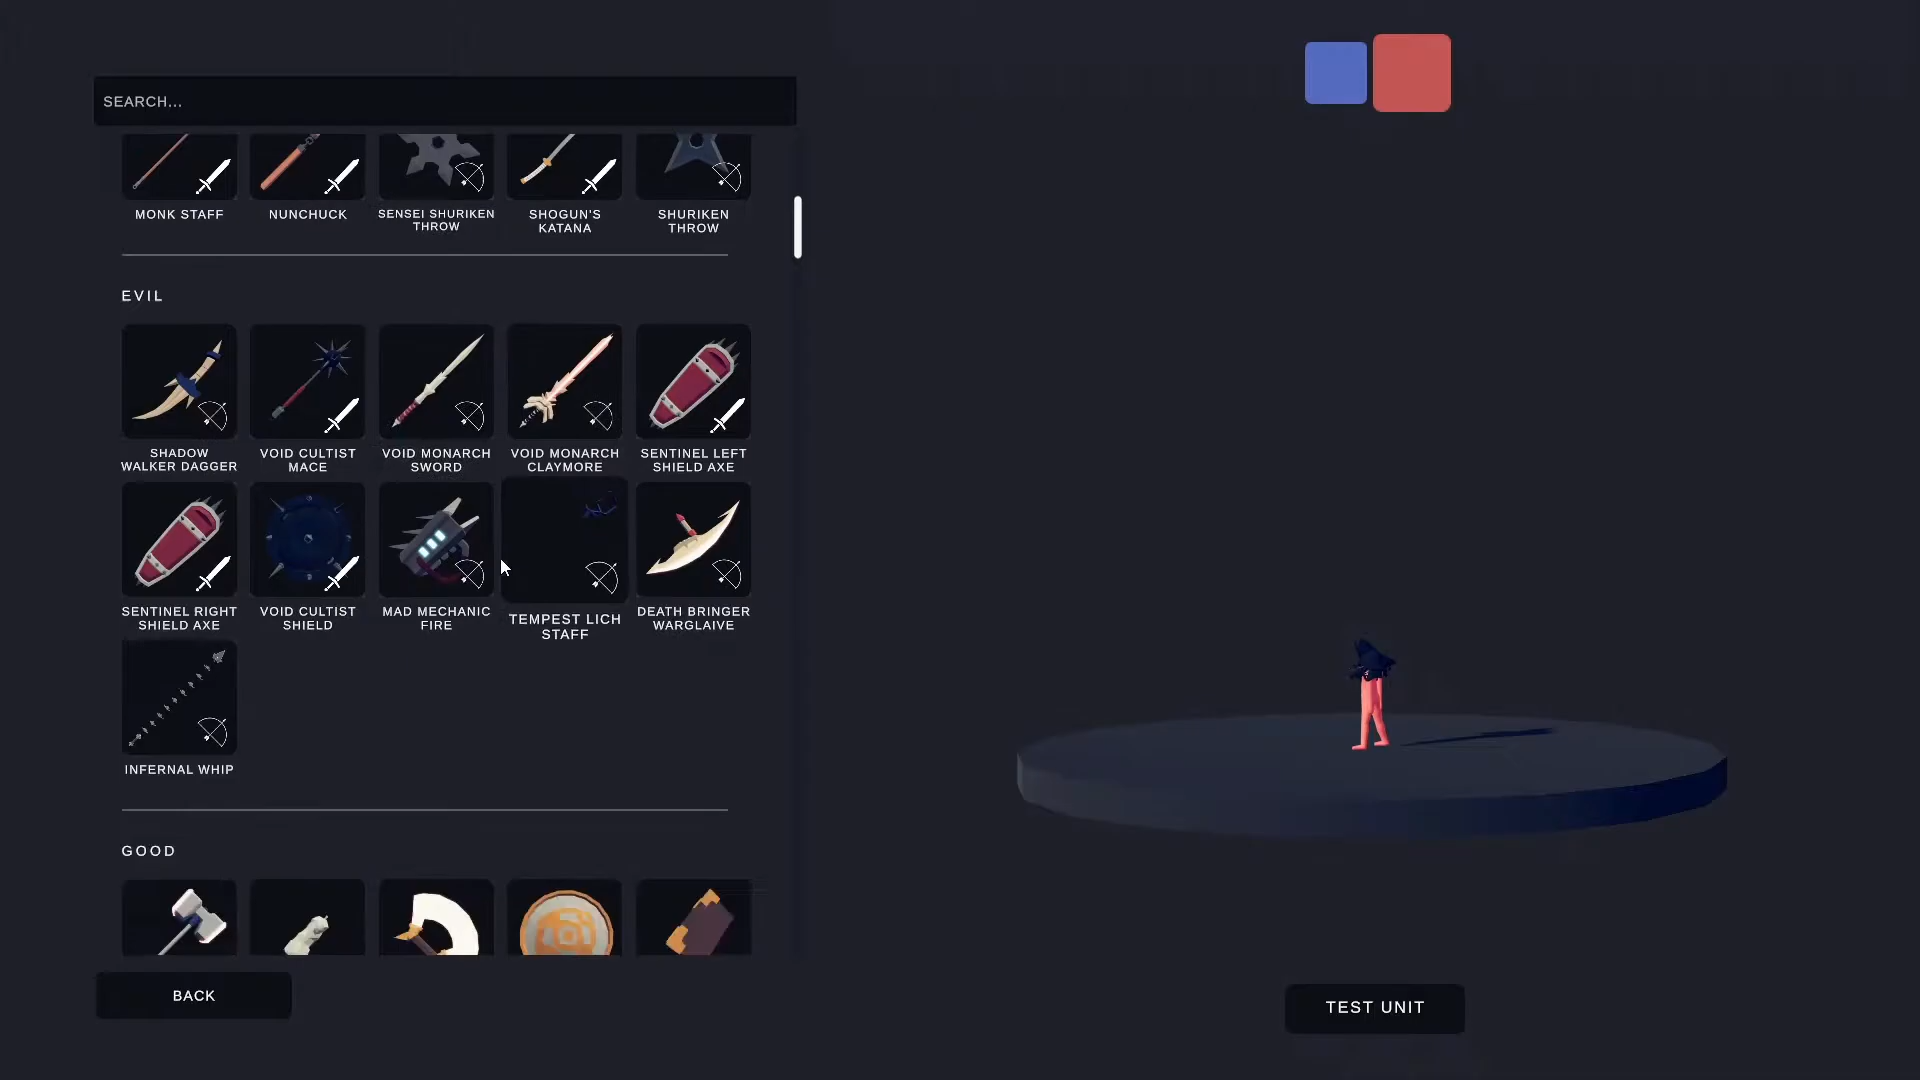 SEARCH...
MONK STAFF
NUNCHUCK
SENSEI SHURIKEN
THROW
SHOGUN'S
KATANA
SHURIKEN
THROW
EVIL
SHADOW
WALKER DAGGER
VOID CULTIST
MACE
VOID MONARCH
SWORD
VOID MONARCH
CLAYMORE
SENTINEL LEFT
SHIELD AXE
SENTINEL RIGHT
SHIELD AXE
VOID CULTIST
SHIELD
MAD MECHANIC
FIRE
TEMPEST LICH
STAFF
DEATH BRINGER
WARGLAIVE
INFERNAL WHIP
GOOD
BACK
TEST UNIT